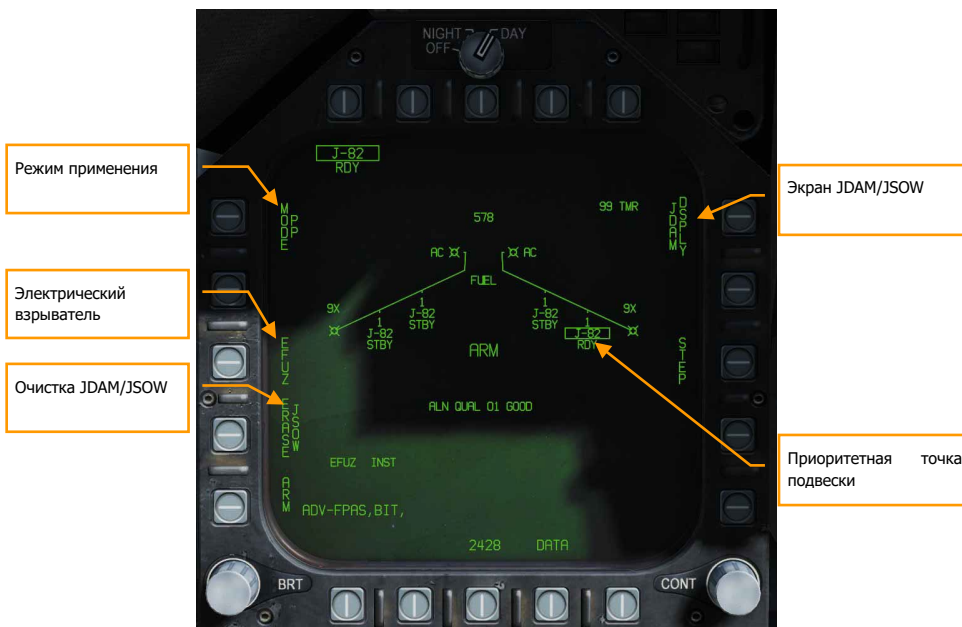 NIGHT DAY
OFF
J-82
RDY
Режим применения
MODE
PP
578
99 TMR
JDAM
DSPLY
Экран JDAM/JSOW
AC AC
FUEL
Электрический
взрыватель
9X 1 1 9X
J-82 J-82
STBY STBY
1 1
J-82 J-82
STBY RDY
EFUZ
ARM
STEP
Очистка JDAM/JSOW
ERASE
JSOW
ALN QUAL 01 GOOD
Приоритетная точка
подвески
EFUZ INST
ARM
ADV-FPAS,BIT,
2428 DATA
BRT CONT